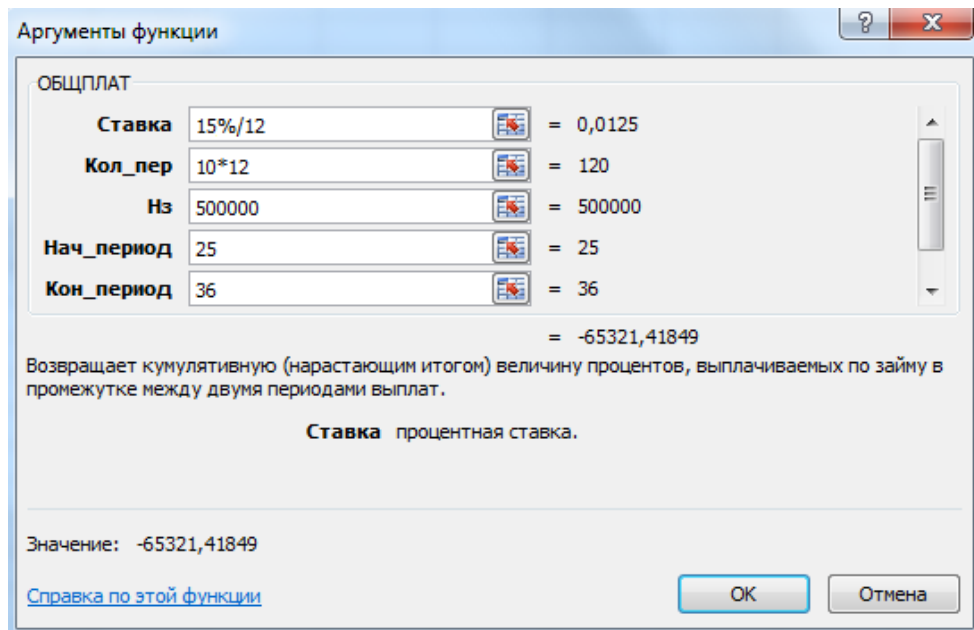 Аргументы функции
ОБЩПЛАТ
Ставка 15%/12 = 0,0125
Кол_пер 10*12 = 120
Нз 500000 = 500000
Нач_период 25 = 25
Кон_период 36 = 36
= -65321,41849
Возвращает кумулятивную (нарастающим итогом) величину процентов, выплачиваемых по займу в
промежутке между двумя периодами выплат.
Ставка процентная ставка.
Значение: -65321,41849
Справка по этой функции
ОК
Отмена